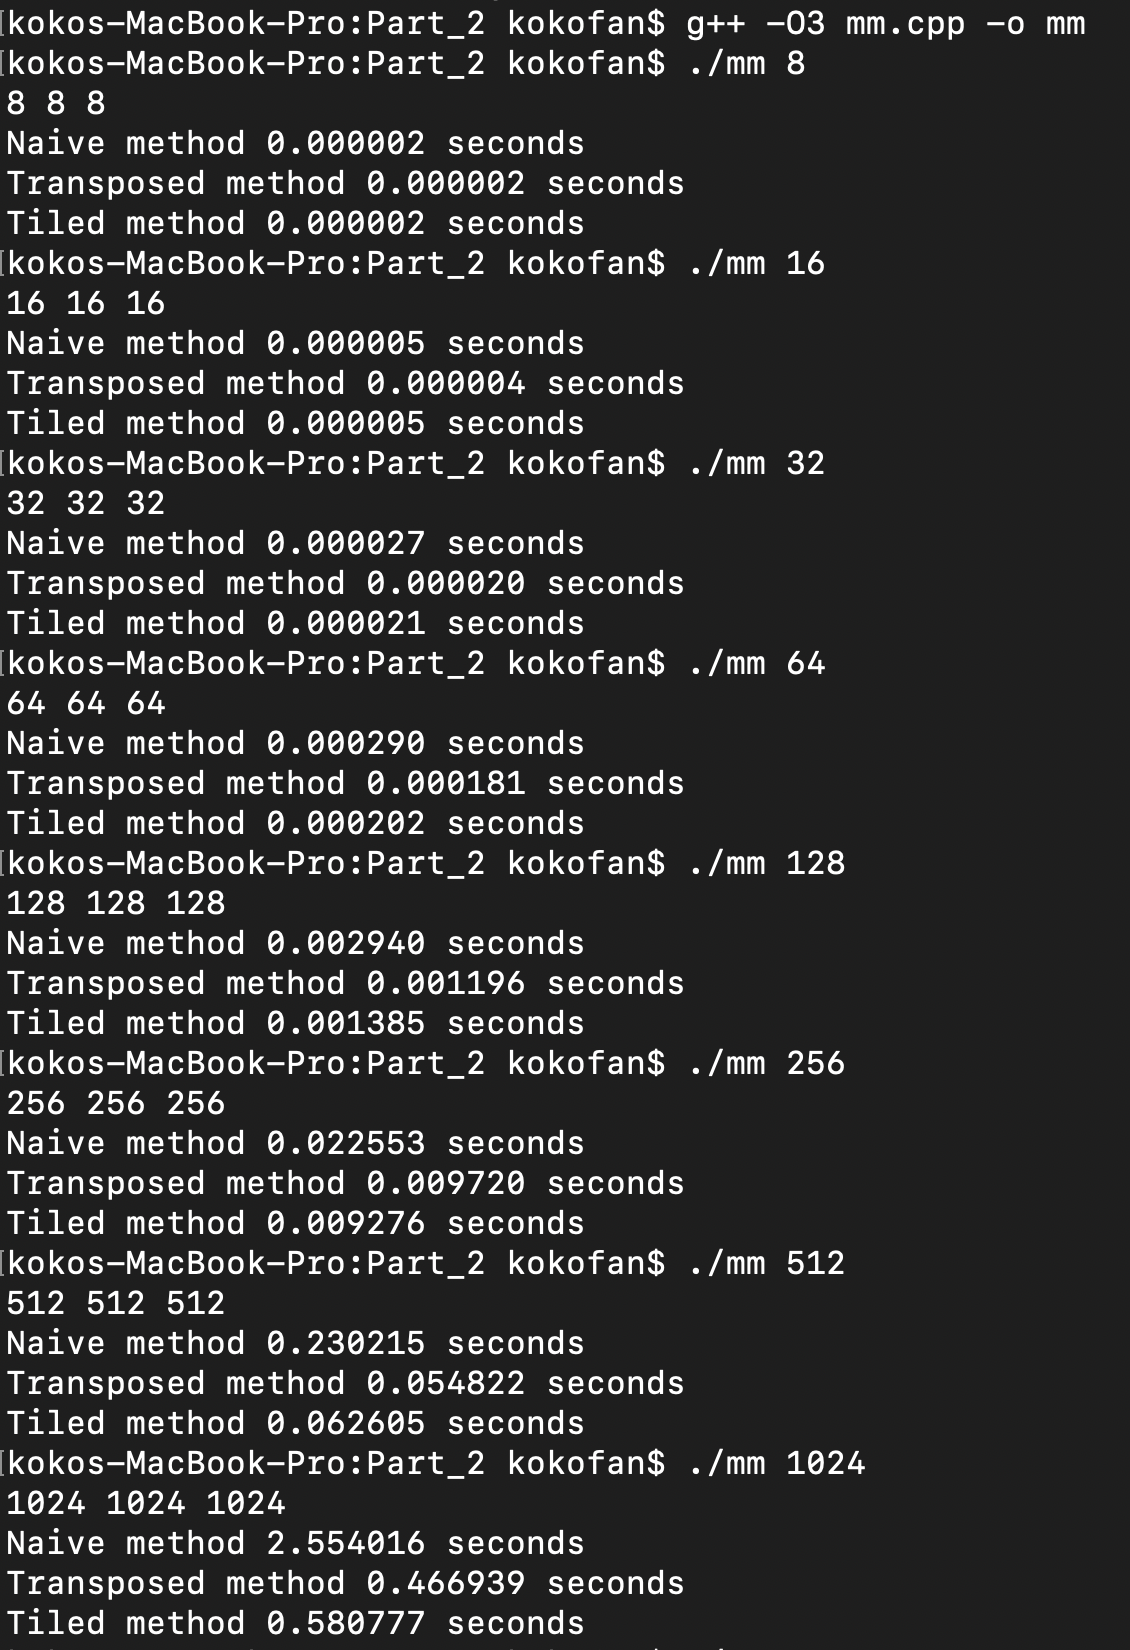 [kokos-MacBook-Pro:Part_2 kokofan$ g++ -O3 mm.cpp -o mm
[kokos-MacBook-Pro:Part_2 kokofan$ ./mm 8
8 8 8
Naive method 0.000002 seconds
Transposed method 0.000002 seconds
Tiled method 0.000002 seconds
[kokos-MacBook-Pro:Part_2 kokofan$ ./mm 16
16 16 16
Naive method 0.000005 seconds
Transposed method 0.000004 seconds
Tiled method 0.000005 seconds
[kokos-MacBook-Pro:Part_2 kokofan$ ./mm 32
32 32 32
Naive method 0.000027 seconds
Transposed method 0.000020 seconds
Tiled method 0.000021 seconds
[kokos-MacBook-Pro:Part_2 kokofan$ ./mm 64
64 64 64
Naive method 0.000290 seconds
Transposed method 0.000181 seconds
Tiled method 0.000202 seconds
[kokos-MacBook-Pro:Part_2 kokofan$ ./mm 128
128 128 128
Naive method 0.002940 seconds
Transposed method 0.001196 seconds
Tiled method 0.001385 seconds
[kokos-MacBook-Pro:Part_2 kokofan$ ./mm 256
256 256 256
Naive method 0.022553 seconds
Transposed method 0.009720 seconds
Tiled method 0.009276 seconds
[kokos-MacBook-Pro:Part_2 kokofan$ ./mm 512
512 512 512
Naive method 0.230215 seconds
Transposed method 0.054822 seconds
Tiled method 0.062605 seconds
[kokos-MacBook-Pro:Part_2 kokofan$ ./mm 1024
1024 1024 1024
Naive method 2.554016 seconds
Transposed method 0.466939 seconds
Tiled method 0.580777 seconds